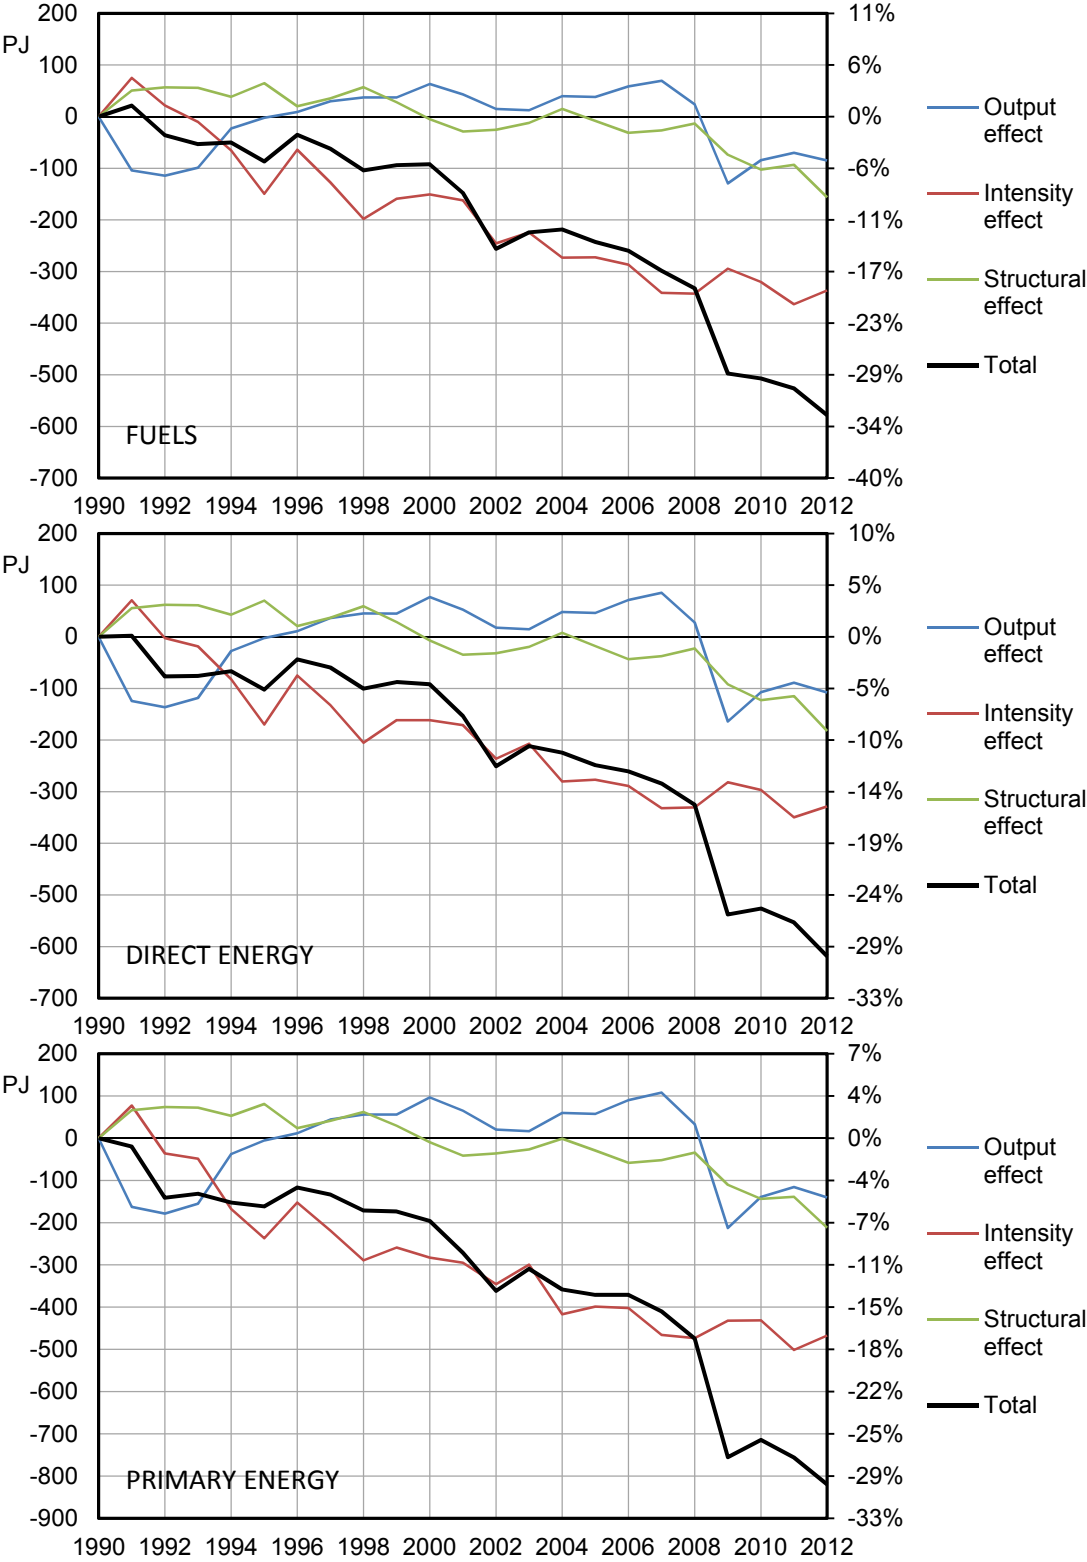 200 11%
PJ
100 6%
0 0%
-100 -6%
-200 -11%
-300 -17%
-400 -23%
-500 -29%
-600 -34%
-700 -40%
FUELS
1990 1992 1994 1996 1998 2000 2002 2004 2006 2008 2010 2012
Output
effect
Intensity
effect
Structural
effect
Total
200 10%
PJ
100 5%
0 0%
-100 -5%
-200 -10%
-300 -14%
-400 -19%
-500 -24%
-600 -29%
-700 -33%
DIRECT ENERGY
1990 1992 1994 1996 1998 2000 2002 2004 2006 2008 2010 2012
Output
effect
Intensity
effect
Structural
effect
Total
200 7%
PJ
100 4%
0 0%
-100 -4%
-200 -7%
-300 -11%
-400 -15%
-500 -18%
-600 -22%
-700 -25%
-800 -29%
-900 -33%
PRIMARY ENERGY
1990 1992 1994 1996 1998 2000 2002 2004 2006 2008 2010 2012
Output
effect
Intensity
effect
Structural
effect
Total